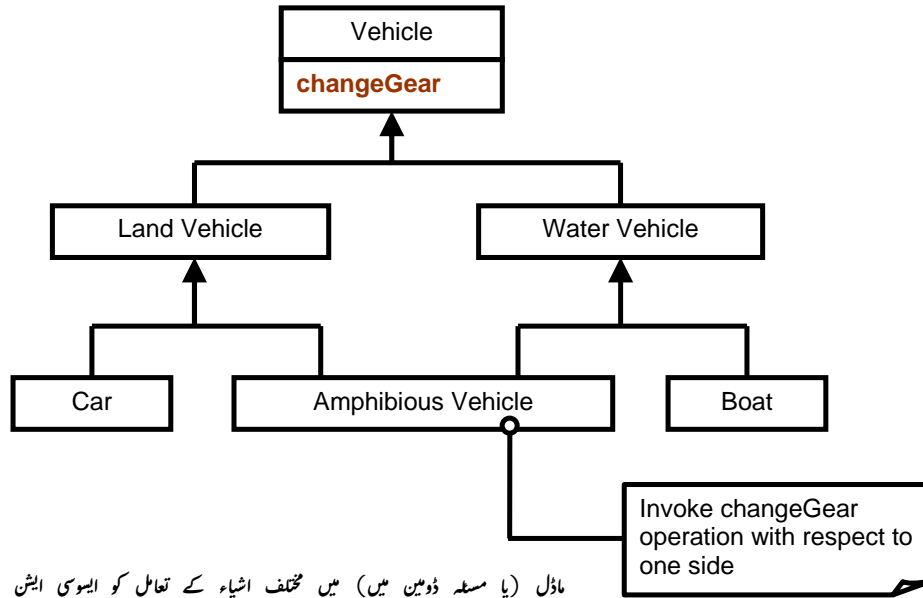 Vehicle
changeGear
Land Vehicle
Water Vehicle
Car
Amphibious Vehicle
Boat
Invoke changeGear
operation with respect to
one side
ماڈل (یا مسئلہ ڈومین میں) میں مختلف اشیاء کے تعامل کو ایسوسی ایشن